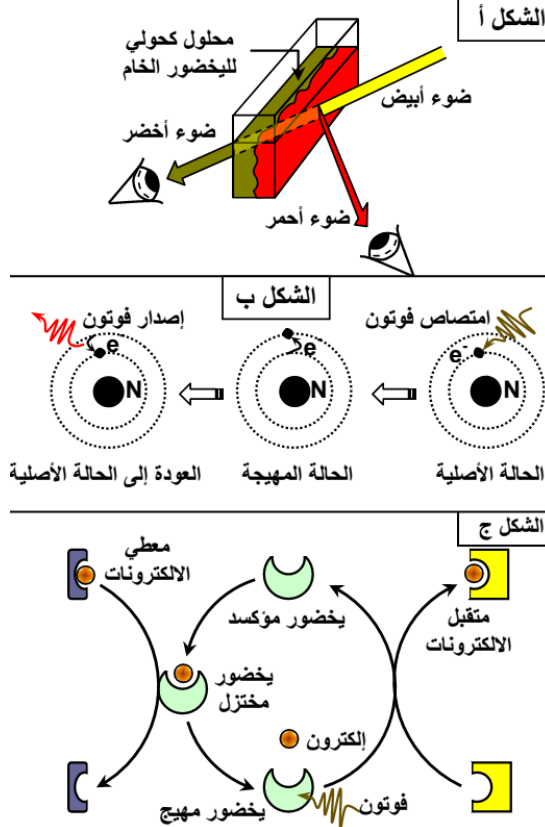 الشكل أ
محلول كحولي
لليخضور الخام
ضوء أبيض
ضوء أخضر
ضوء أحمر
الشكل ب
امتصاص فوتون
إصدار فوتون
e-
N
e
N
e
N
الحالة الأصلية
الحالة المهيجة
العودة إلى الحالة الأصلية
الشكل ج
معطي
الالكترونات
متقبل
الالكترونات
يخضور مؤكسد
يخضور
مختزل
إلكترون
فوتون
يخضور مهيج